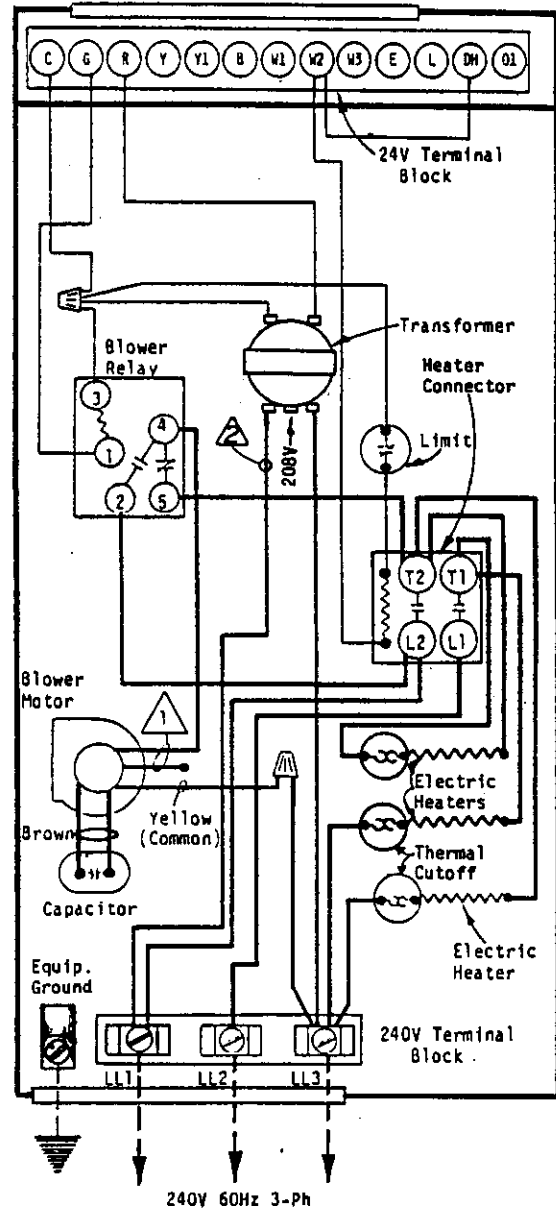 C G R Y Y1 B W1 W2 W3 E L DH O1
24V Terminal
Block
Transformer
Blower
Relay
Heater
Connector
3
4
1
2
5
2
208V
Limit
T2 T1
L2 L1
Blower
Motor
1
Yellow
(Common)
Brown
Capacitor
Electric
Heaters
Thermal
Cutoff
Electric
Heater
Equip.
Ground
240V Terminal
Block
LL1 LL2 LL3
240V 60Hz 3-Ph